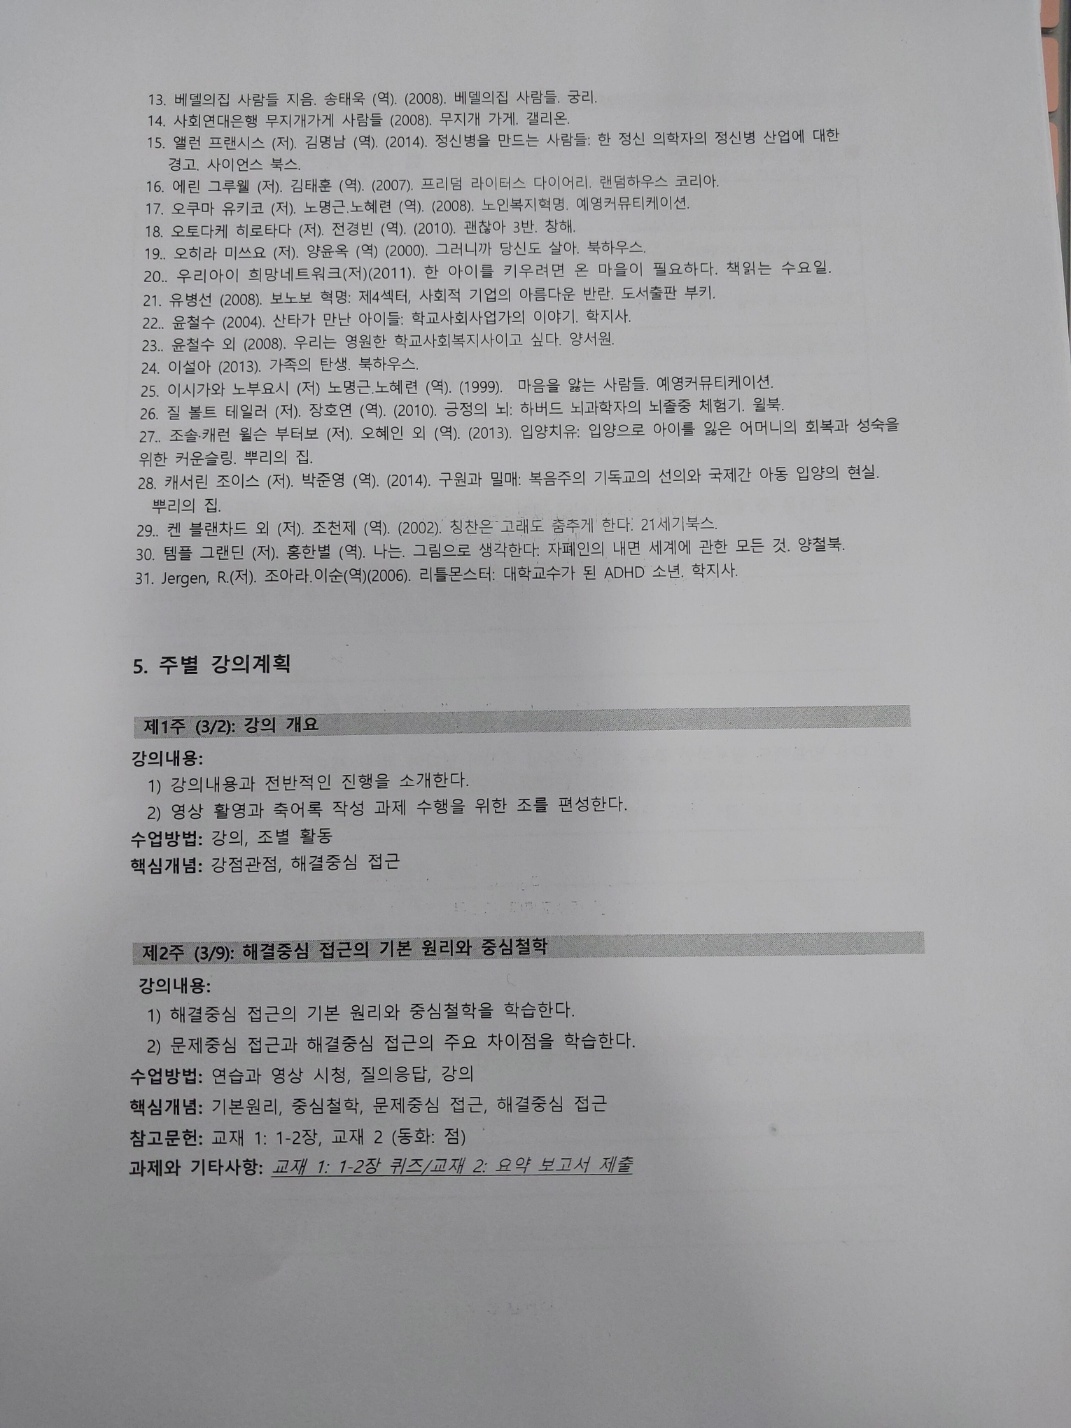 13. 베델의집 사람들 지음. 송태욱 (역). (2008). 베델의집 사람들. 궁리.
14. 사회연대은행 무지개가게 사람들 (2008). 무지개 가게. 갤리온.
15. 앨런 프랜시스 (저). 김명남 (역). (2014). 정신병을 만드는 사람들: 한 정신 의학자의 정신병 산업에 대한
경고. 사이언스 북스.
16. 에린 그루웰 (저). 김태훈 (역). (2007). 프리덤 라이터스 다이어리. 랜덤하우스 코리아.
17. 오쿠마 유키코 (저). 노명근.노혜련 (역). (2008). 노인복지혁명. 예영커뮤티케이션.
18. 오토다케 히로타다 (저). 전경빈 (역). (2010). 괜찮아 3반. 창해.
19.. 오히라 미쓰요 (저). 양윤옥 (역) (2000). 그러니까 당신도 살아. 북하우스.
20.. 우리아이 희망네트워크(저)(2011). 한 아이를 키우려면 온 마을이 필요하다. 책읽는 수요일.
21. 유병선 (2008). 보노보 혁명: 제4섹터, 사회적 기업의 아름다운 반란. 도서출판 부키.
22.. 윤철수 (2004). 산타가 만난 아이들: 학교사회사업가의 이야기. 학지사.
23.. 윤철수 외 (2008). 우리는 영원한 학교사회복지사이고 싶다. 양서원.
24. 이설아 (2013). 가족의 탄생. 북하우스.
25. 이시가와 노부요시 (저) 노명근.노혜련 (역). (1999). 마음을 앓는 사람들. 예영커뮤티케이션.
26. 질 볼트 테일러 (저). 장호연 (역). (2010). 긍정의 뇌: 하버드 뇌과학자의 뇌졸중 체험기. 윌북.
27.. 조솔·캐런 윌슨 부터보 (저). 오혜인 외 (역). (2013). 입양치유: 입양으로 아이를 잃은 어머니의 회복과 성숙을
위한 커운슬링. 뿌리의 집.
28. 캐서린 조이스 (저). 박준영 (역). (2014). 구원과 밀매: 복음주의 기독교의 선의와 국제간 아동 입양의 현실.
뿌리의 집.
29.. 켄 블랜차드 외 (저). 조천제 (역). (2002). 칭찬은 고래도 춤추게 한다. 21세기북스.
30. 템플 그랜딘 (저). 홍한별 (역). 나는. 그림으로 생각한다: 자폐인의 내면 세계에 관한 모든 것. 양철북.
31. Jergen, R.(저). 조아라.이순(역)(2006). 리틀몬스터: 대학교수가 된 ADHD 소년. 학지사.
5. 주별 강의계획
제1주 (3/2): 강의 개요
강의내용:
1) 강의내용과 전반적인 진행을 소개한다.
2) 영상 활영과 축어록 작성 과제 수행을 위한 조를 편성한다.
수업방법: 강의, 조별 활동
핵심개념: 강점관점, 해결중심 접근
제2주 (3/9): 해결중심 접근의 기본 원리와 중심철학
강의내용:
1) 해결중심 접근의 기본 원리와 중심철학을 학습한다.
2) 문제중심 접근과 해결중심 접근의 주요 차이점을 학습한다.
수업방법: 연습과 영상 시청, 질의응답, 강의
핵심개념: 기본원리, 중심철학, 문제중심 접근, 해결중심 접근
참고문헌: 교재 1: 1-2장, 교재 2 (동화: 점)
과제와 기타사항: 교재 1: 1-2장 퀴즈/교재 2: 요약 보고서 제출